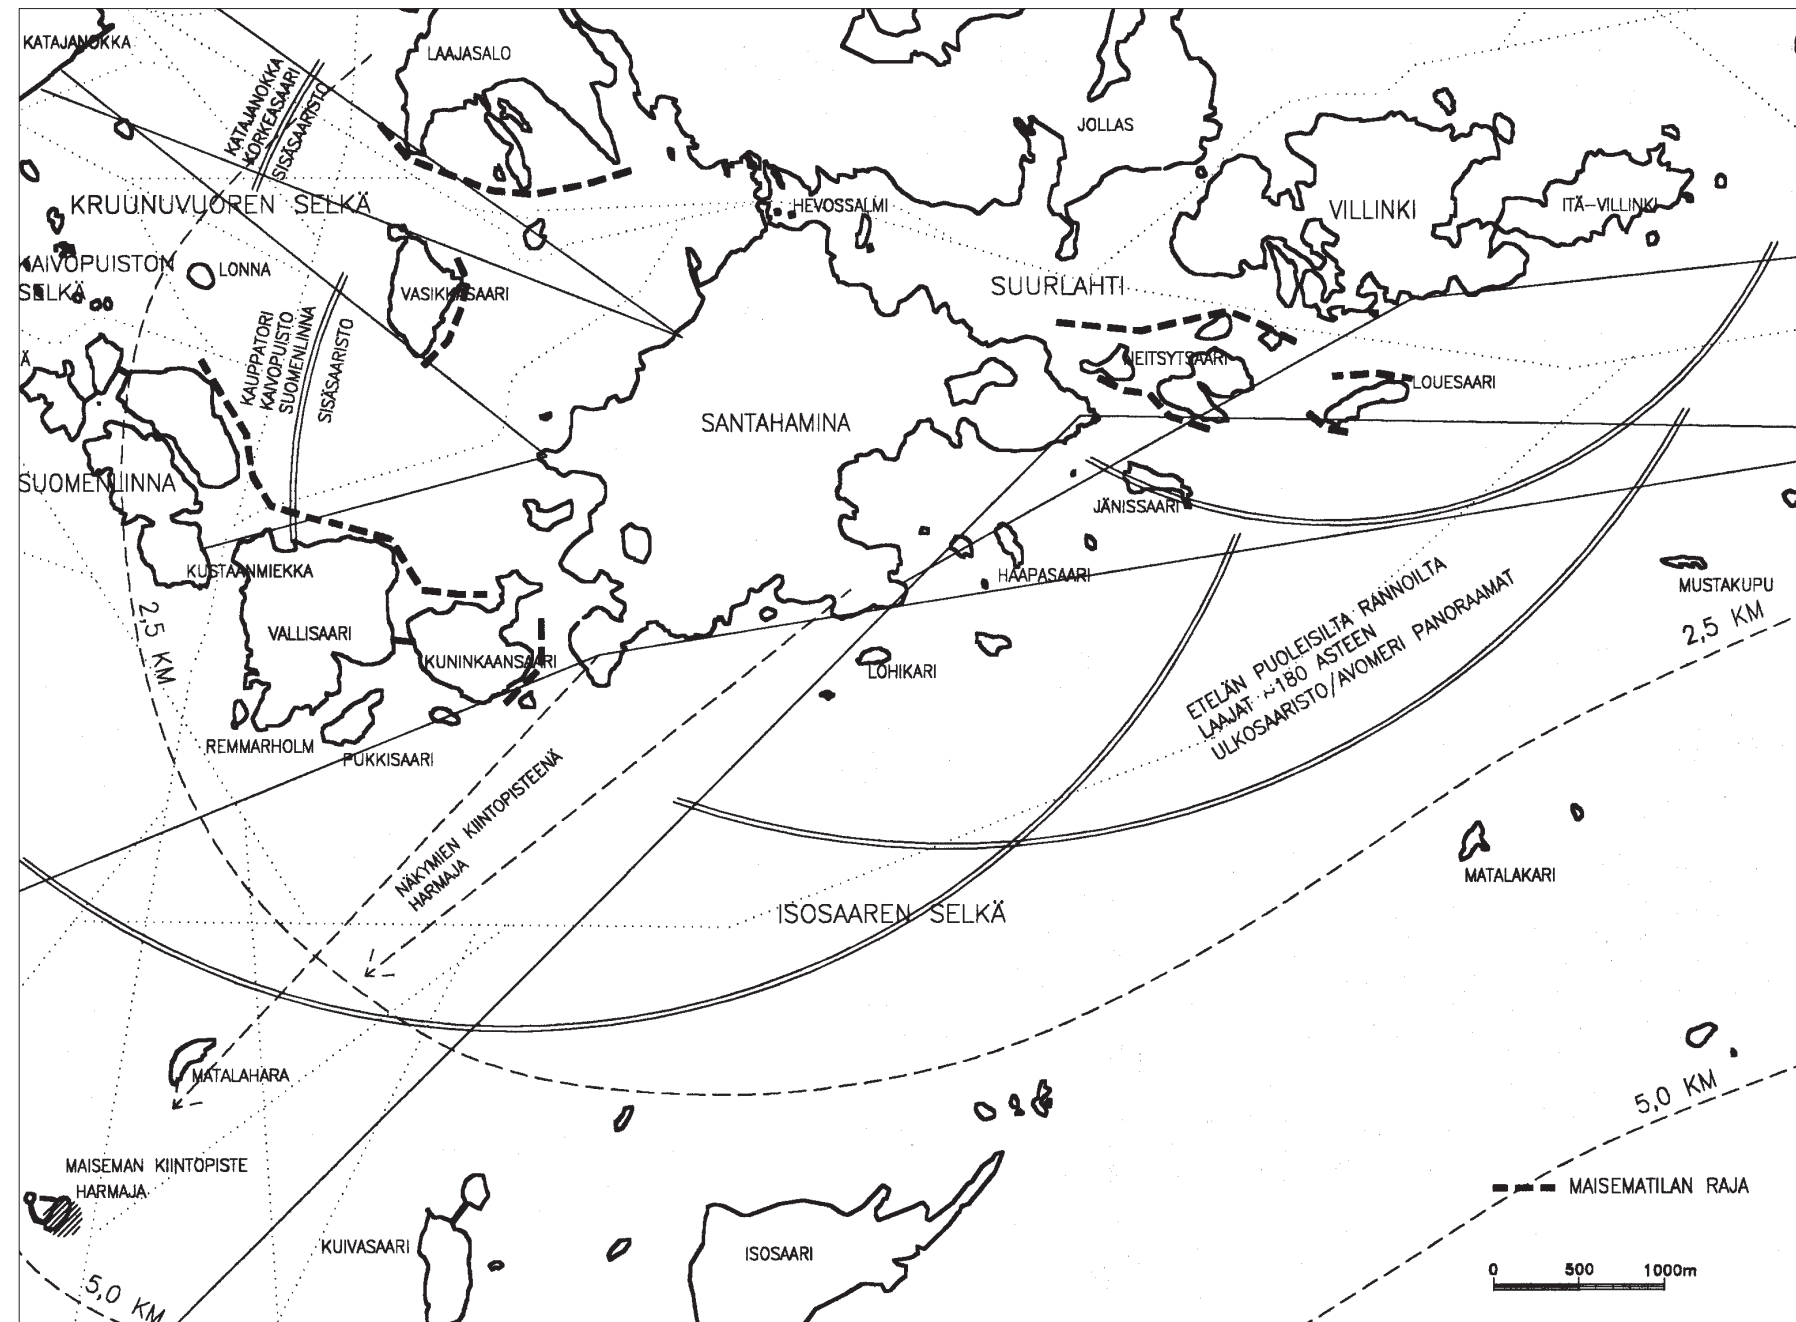 KATAJANOKKA
LAAJASALO
KATAJANOKKA
KORKEASAARI
SISÄSAARISTO
JOLLAS
KRUUNUVUOREN SELKÄ
HEVOSSALMI
VILLINKI
ITÄ-VILLINKI
KAIVOPUISTON
SELKÄ
LONNA
VASIKKASAARI
SUURLAHTI
KAUPPATORI
KAIVOPUISTO
SUOMENLINNA
SISÄSAARISTO
Ä
NEITSYTSAARI
LOUESAARI
SANTAHAMINA
SUOMENLINNA
JÄNISSAARI
KUSTAANMIEKKA
HAAPASAARI
MUSTAKUPU
2,5 KM
VALLISAARI
KUNINKAANSAARI
LOHIKARI
2,5 KM
ETELÄN PUOLEISILTA RANNOILTA
LAAJAT ~180 ASTEEN
ULKOSAARISTO/AVOMERI PANORAAMAT
REMMARHOLM
PUKKISAARI
NÄKYMIEN KIINTOPISTEENÄ
HARMAJA
MATALAKARI
ISOSAAREN SELKÄ
MATALAHARA
5,0 KM
MAISEMAN KIINTOPISTE
HARMAJA
MAISEMATILAN RAJA
KUIVASAARI
ISOSAARI
0 500 1000m
5,0 KM